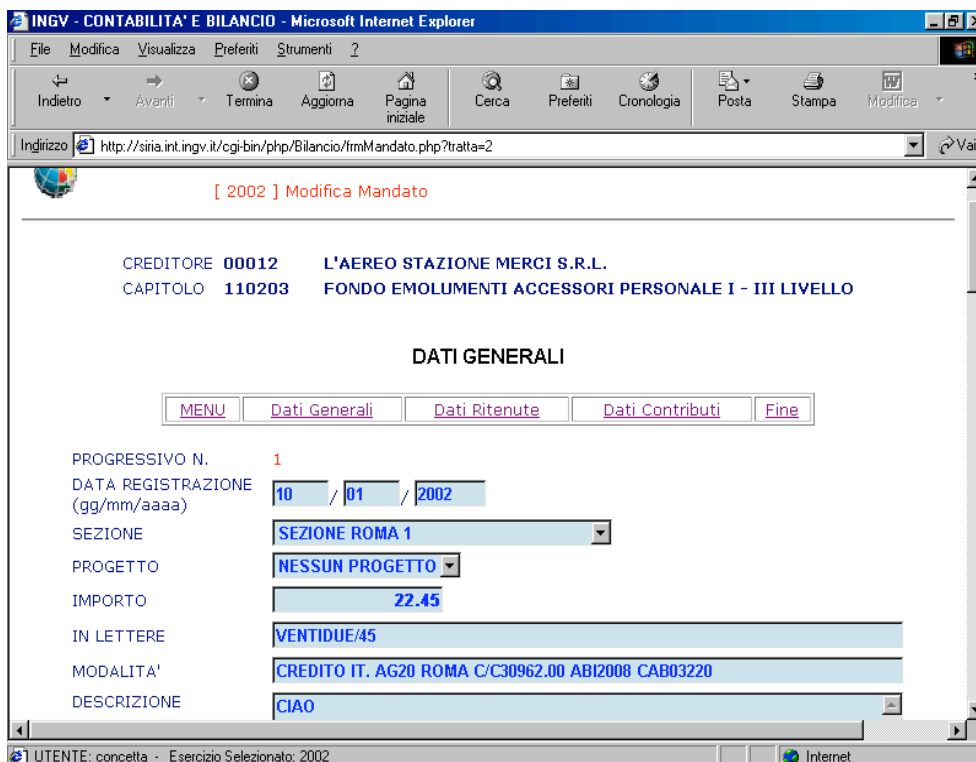 INGV - CONTABILITA' E BILANCIO - Microsoft Internet Explorer
File Modifica Visualizza Preferiti Strumenti ?
Indietro Avanti Termina Aggiorna Pagina iniziale Cerca Preferiti Cronologia Posta Stampa Modifica
Indirizzo http://siria.int.ingv.it/cgi-bin/php/Bilancio/frmMandato.php?tratta=2 Vai
[ 2002 ] Modifica Mandato
CREDITORE 00012 L'AEREO STAZIONE MERCI S.R.L.
CAPITOLO 110203 FONDO EMOLUMENTI ACCESSORI PERSONALE I - III LIVELLO
DATI GENERALI
MENU Dati Generali Dati Ritenute Dati Contributi Fine
PROGRESSIVO N. 1
DATA REGISTRAZIONE
(gg/mm/aaaa) 10 / 01 / 2002
SEZIONE SEZIONE ROMA 1
PROGETTO NESSUN PROGETTO
IMPORTO 22.45
IN LETTERE VENTIDUE/45
MODALITA' CREDITO IT. AG20 ROMA C/C30962.00 ABI2008 CAB03220
DESCRIZIONE CIAO
UTENTE: concetta - Esercizio Selezionato: 2002 Internet